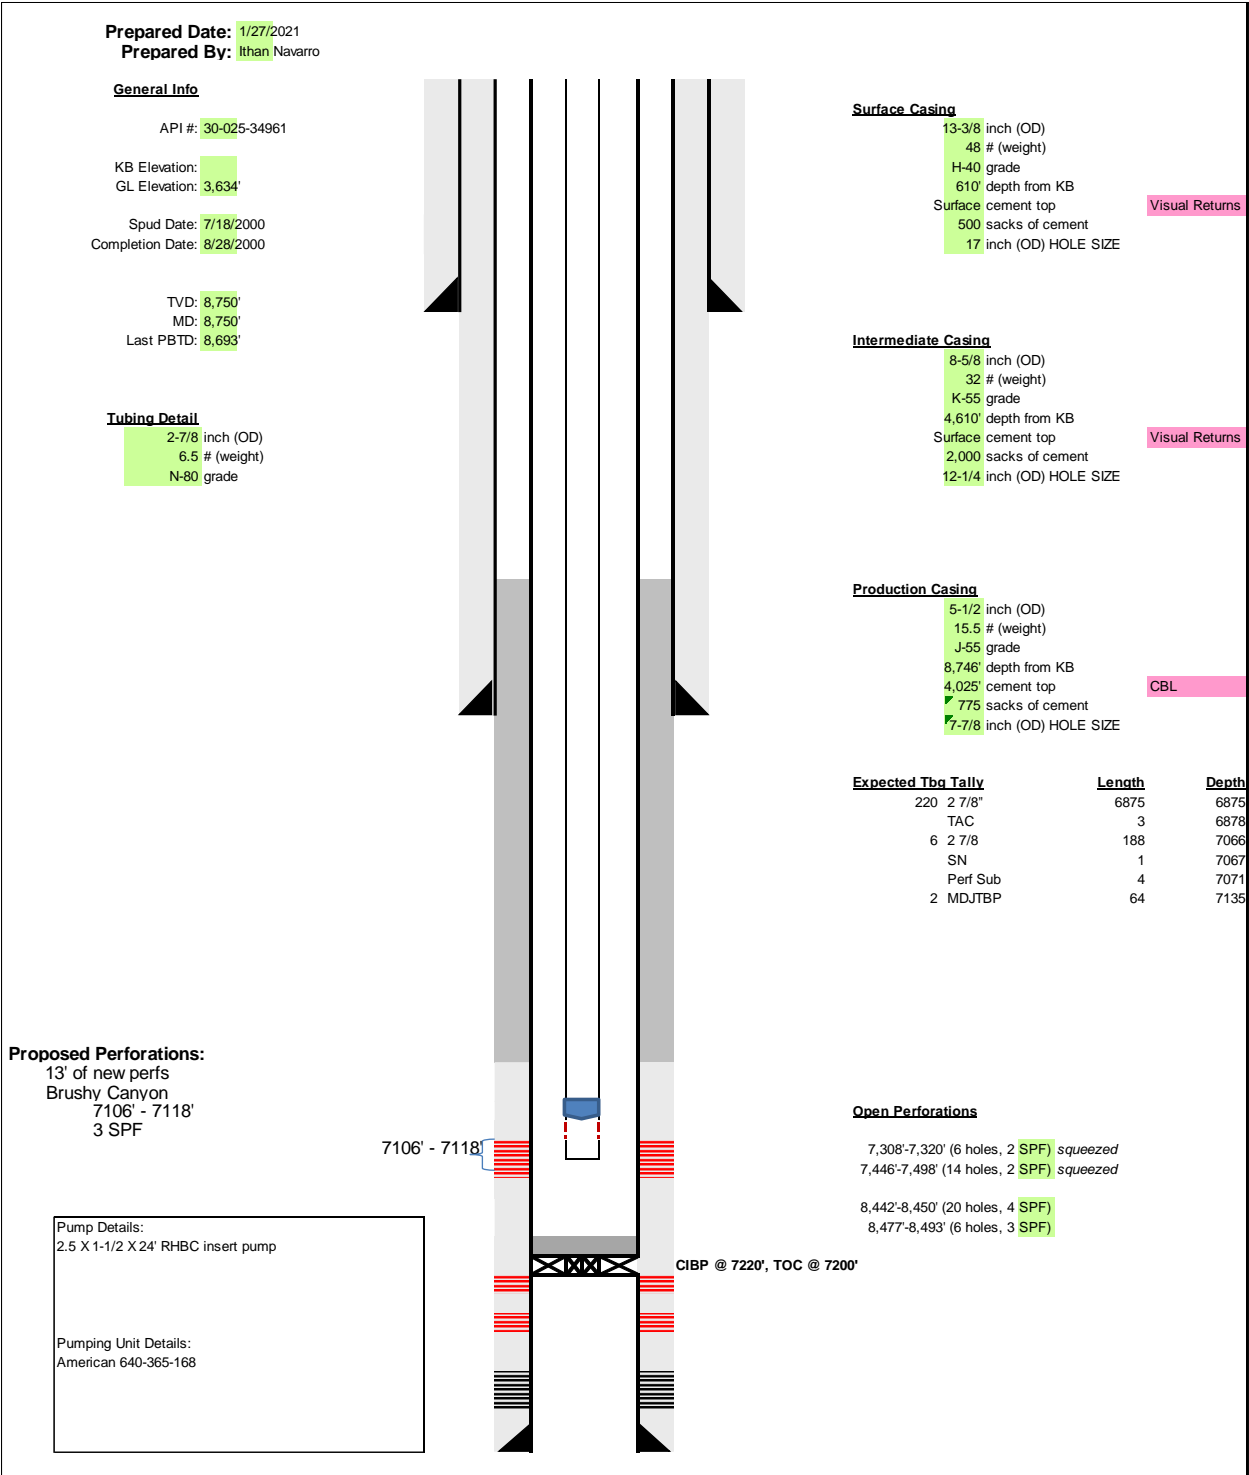 Prepared Date: 1/27/2021
Prepared By: Ithan Navarro
General Info
API #: 30-025-34961
KB Elevation:
GL Elevation: 3,634'
Spud Date: 7/18/2000
Completion Date: 8/28/2000
TVD: 8,750'
MD: 8,750'
Last PBTD: 8,693'
Tubing Detail
2-7/8 inch (OD)
6.5 # (weight)
N-80 grade
Surface Casing
13-3/8 inch (OD)
48 # (weight)
H-40 grade
610' depth from KB
Surface cement top Visual Returns
500 sacks of cement
17 inch (OD) HOLE SIZE
Intermediate Casing
8-5/8 inch (OD)
32 # (weight)
K-55 grade
4,610' depth from KB
Surface cement top Visual Returns
2,000 sacks of cement
12-1/4 inch (OD) HOLE SIZE
Production Casing
5-1/2 inch (OD)
15.5 # (weight)
J-55 grade
8,746' depth from KB
4,025' cement top CBL
775 sacks of cement
7-7/8 inch (OD) HOLE SIZE
Expected Tbg Tally Length Depth
220 2 7/8" 6875 6875
TAC 3 6878
6 2 7/8 188 7066
SN 1 7067
Perf Sub 4 7071
2 MDJTBP 64 7135
Proposed Perforations:
13' of new perfs
Brushy Canyon
7106' - 7118'
3 SPF
7106' - 7118'
Open Perforations
7,308'-7,320' (6 holes, 2 SPF) squeezed
7,446'-7,498' (14 holes, 2 SPF) squeezed
8,442'-8,450' (20 holes, 4 SPF)
8,477'-8,493' (6 holes, 3 SPF)
CIBP @ 7220', TOC @ 7200'
Pump Details:
2.5 X 1-1/2 X 24' RHBC insert pump
Pumping Unit Details:
American 640-365-168